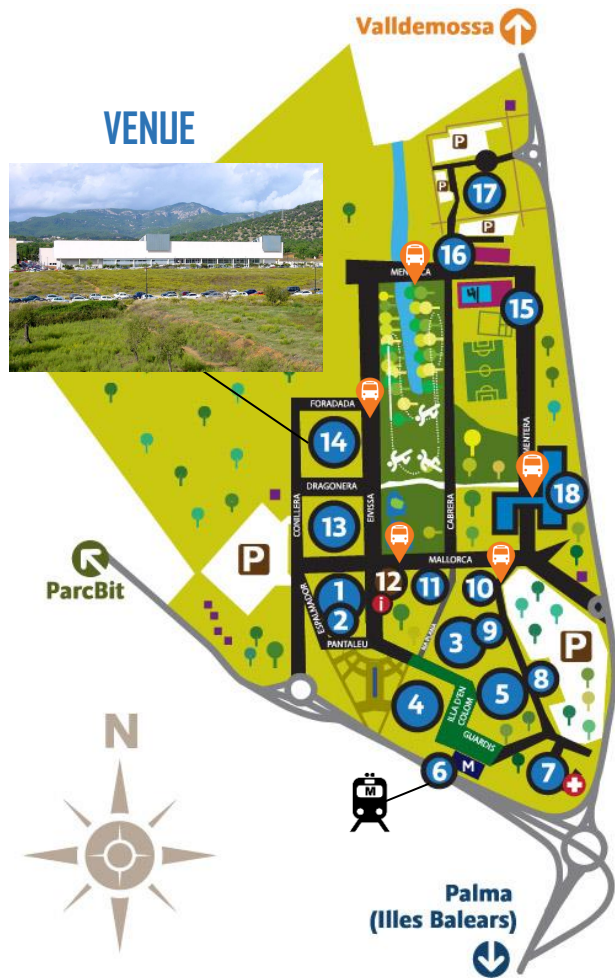 Valldemossa
VENUE
P
17
P
P
16
MENORCA
15
FORADADA
14
MENTERA
DRAGONERA
CONILLERA
EIVISSA
CABRERA
18
13
P
ParcBit
MALLORCA
1
12
11
10
i
ESPALMADOR
2
3
9
P
PANTALEU
8
4
ILLA D'EN
COLOM
5
GUARDIS
N
6
M
7
M
Palma
(Illes Balears)